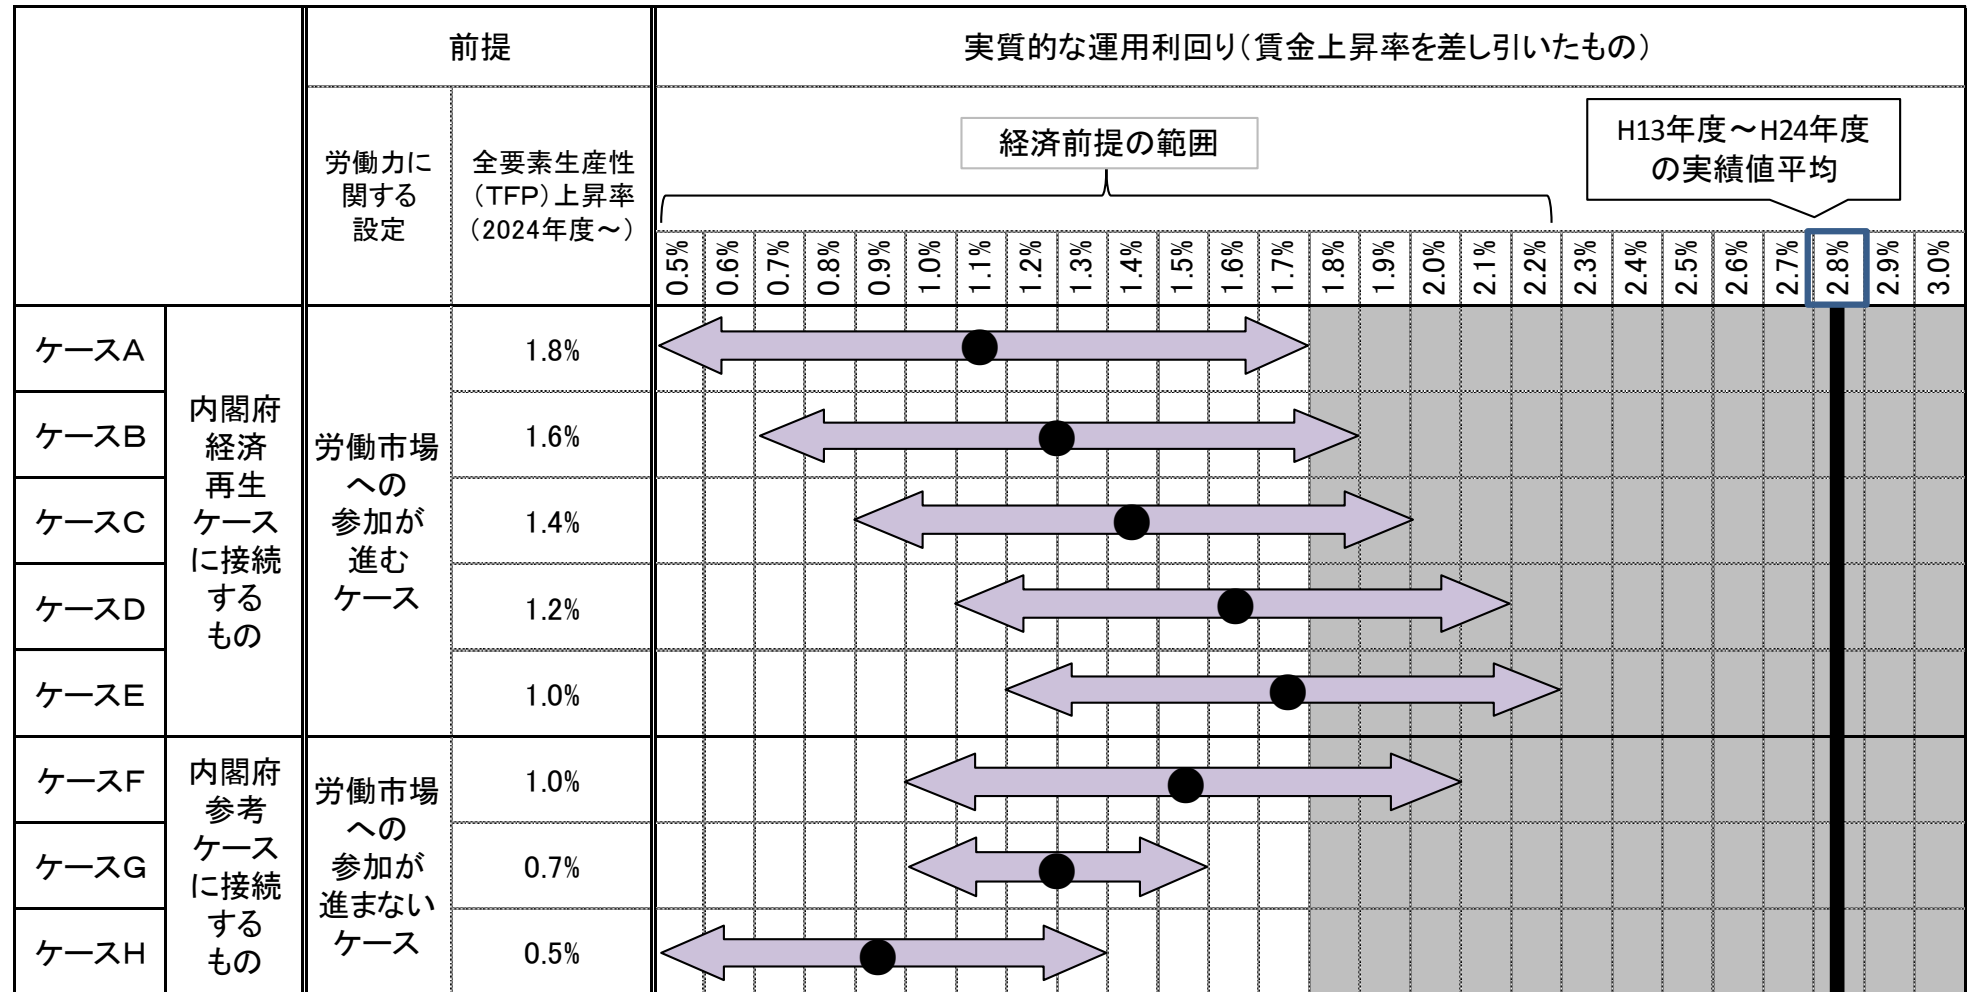 前提
実質的な運用利回り（賃金上昇率を差し引いたもの）
労働力に
関する
設定
全要素生産性
（TFP）上昇率
（2024年度～）
経済前提の範囲
H13年度～H24年度
の実績値平均
0.5%
0.6%
0.7%
0.8%
0.9%
1.0%
1.1%
1.2%
1.3%
1.4%
1.5%
1.6%
1.7%
1.8%
1.9%
2.0%
2.1%
2.2%
2.3%
2.4%
2.5%
2.6%
2.7%
2.8%
2.9%
3.0%
ケースA
ケースB
ケースC
ケースD
ケースE
内閣府
経済
再生
ケース
に接続
する
もの
労働市場
への
参加が
進む
ケース
1.8%
1.6%
1.4%
1.2%
1.0%
ケースF
ケースG
ケースH
内閣府
参考
ケース
に接続
する
もの
労働市場
への
参加が
進まない
ケース
1.0%
0.7%
0.5%